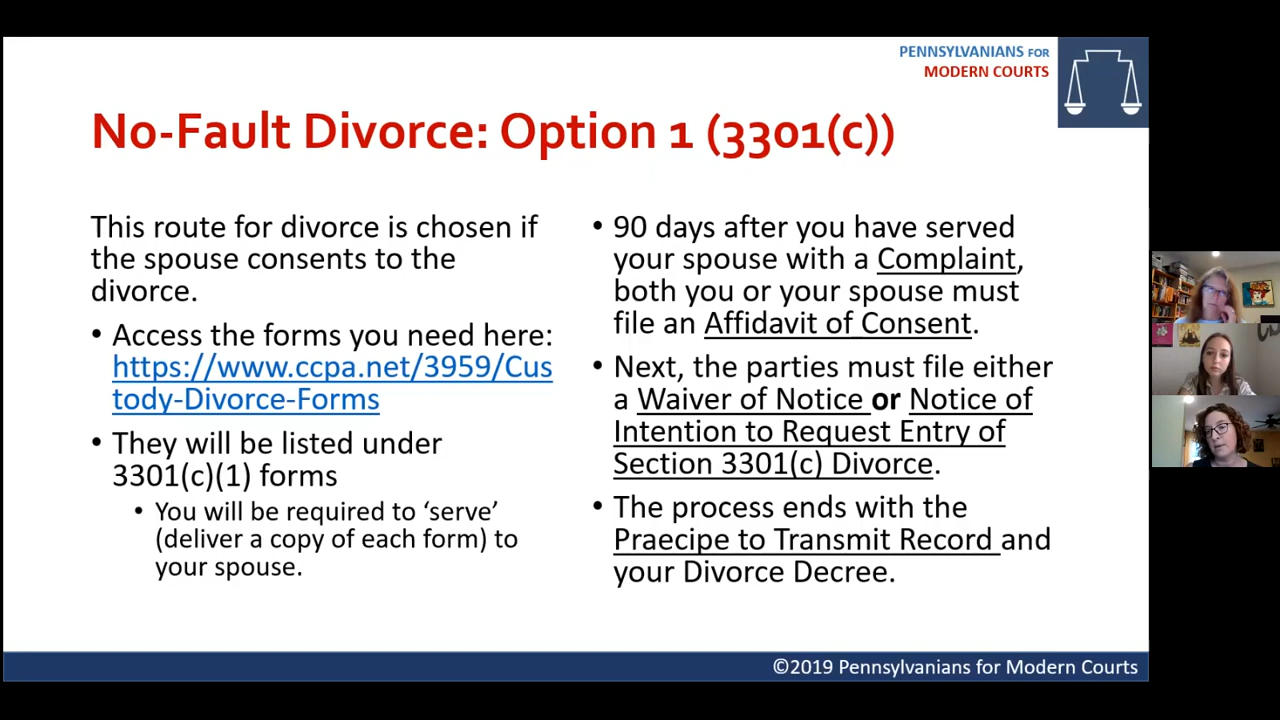 PENNSYLVANIANS FOR
MODERN COURTS
No-Fault Divorce: Option 1 (3301(c))
This route for divorce is chosen if
the spouse consents to the
divorce.
• Access the forms you need here:
https://www.ccpa.net/3959/Cus
tody-Divorce-Forms
• They will be listed under
3301(c)(1) forms
• You will be required to ‘serve’
(deliver a copy of each form) to
your spouse.
• 90 days after you have served
your spouse with a Complaint,
both you or your spouse must
file an Affidavit of Consent.
• Next, the parties must file either
a Waiver of Notice or Notice of
Intention to Request Entry of
Section 3301(c) Divorce.
• The process ends with the
Praecipe to Transmit Record and
your Divorce Decree.
©2019 Pennsylvanians for Modern Courts